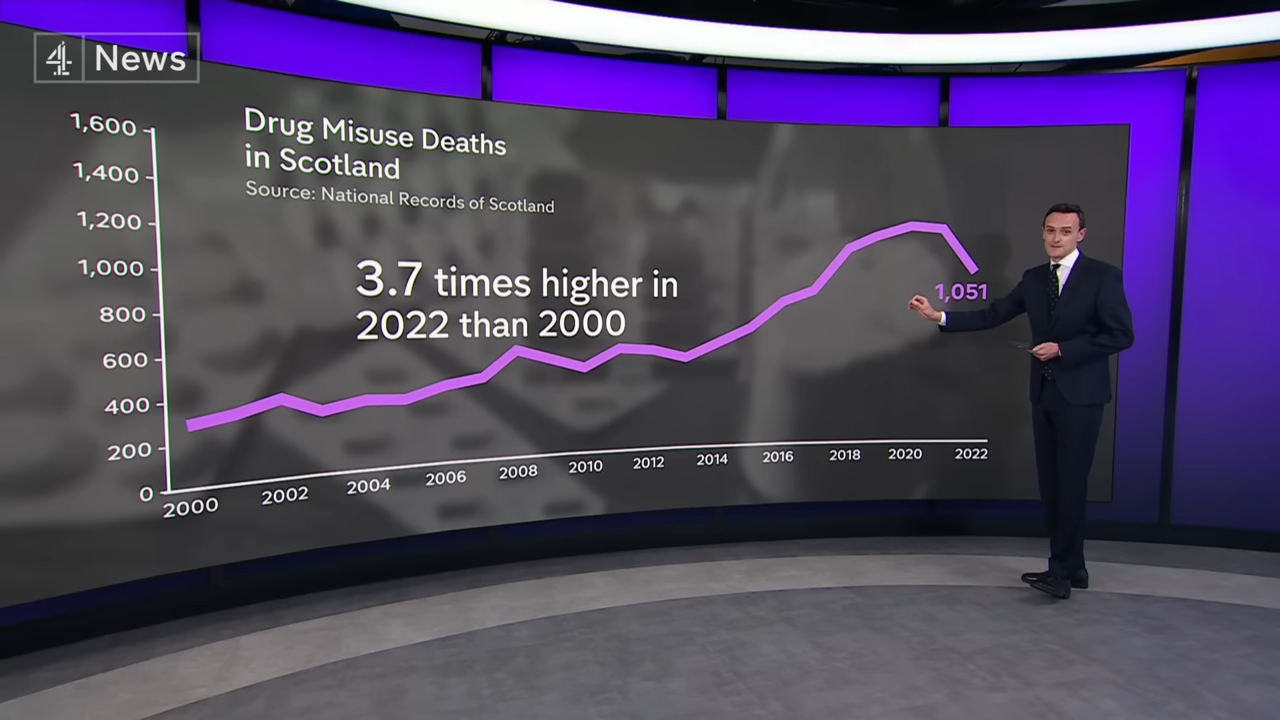 4 News
Drug Misuse Deaths
in Scotland
Source: National Records of Scotland
3.7 times higher in
2022 than 2000
1,600
1,400
1,200
1,000
800
600
400
200
0
2000 2002 2004 2006 2008 2010 2012 2014 2016 2018 2020 2022
1,051